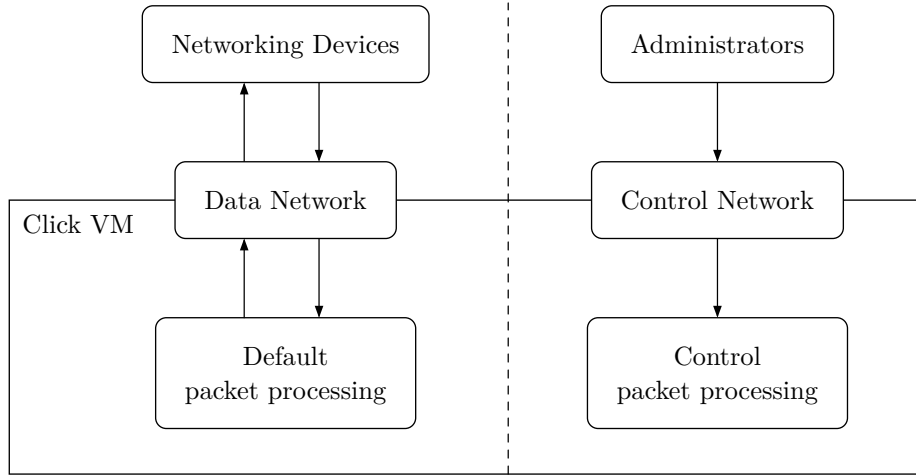 Networking Devices
Administrators
Data Network
Control Network
Click VM
Default
packet processing
Control
packet processing